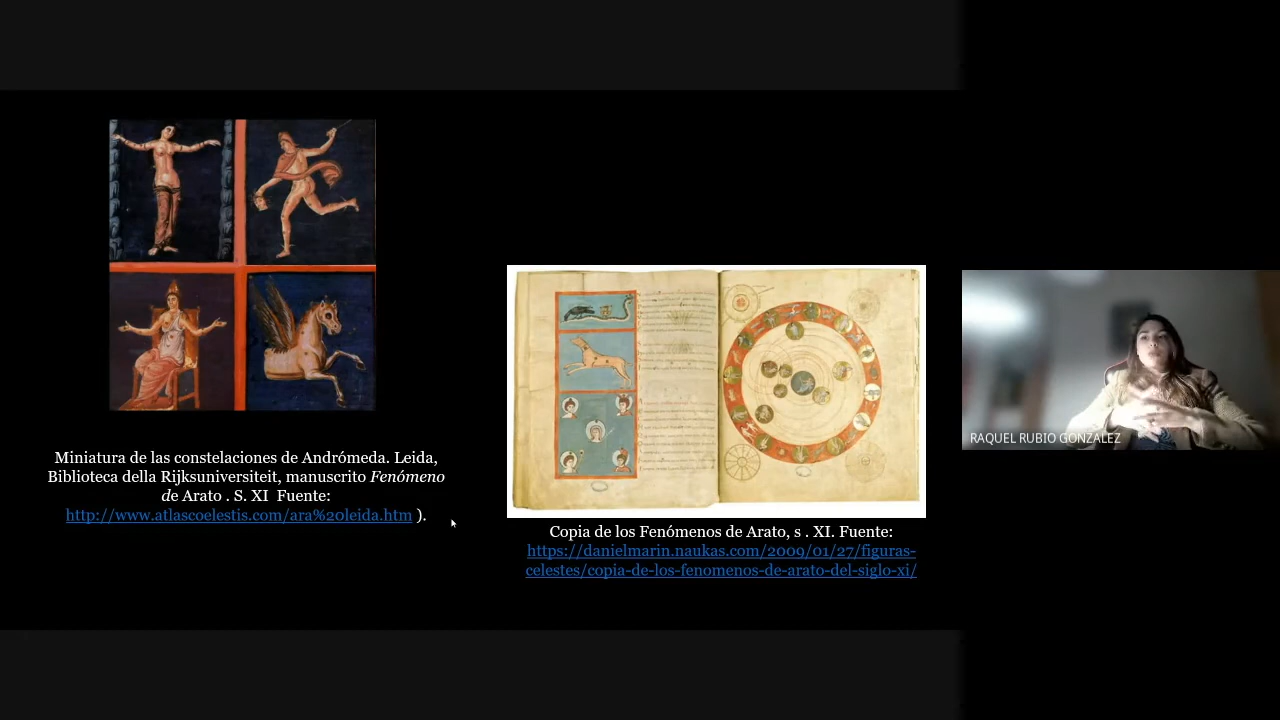 Miniatura de las constelaciones de Andrómeda. Leida,
Biblioteca della Rijksuniversiteit, manuscrito Fenómeno
de Arato . S. XI  Fuente:
http://www.atlascoelestis.com/ara%20leida.htm ).
Copia de los Fenómenos de Arato, s . XI. Fuente:
https://danielmarin.naukas.com/2009/01/27/figuras-
celestes/copia-de-los-fenomenos-de-arato-del-siglo-xi/
RAQUEL RUBIO GONZALEZ